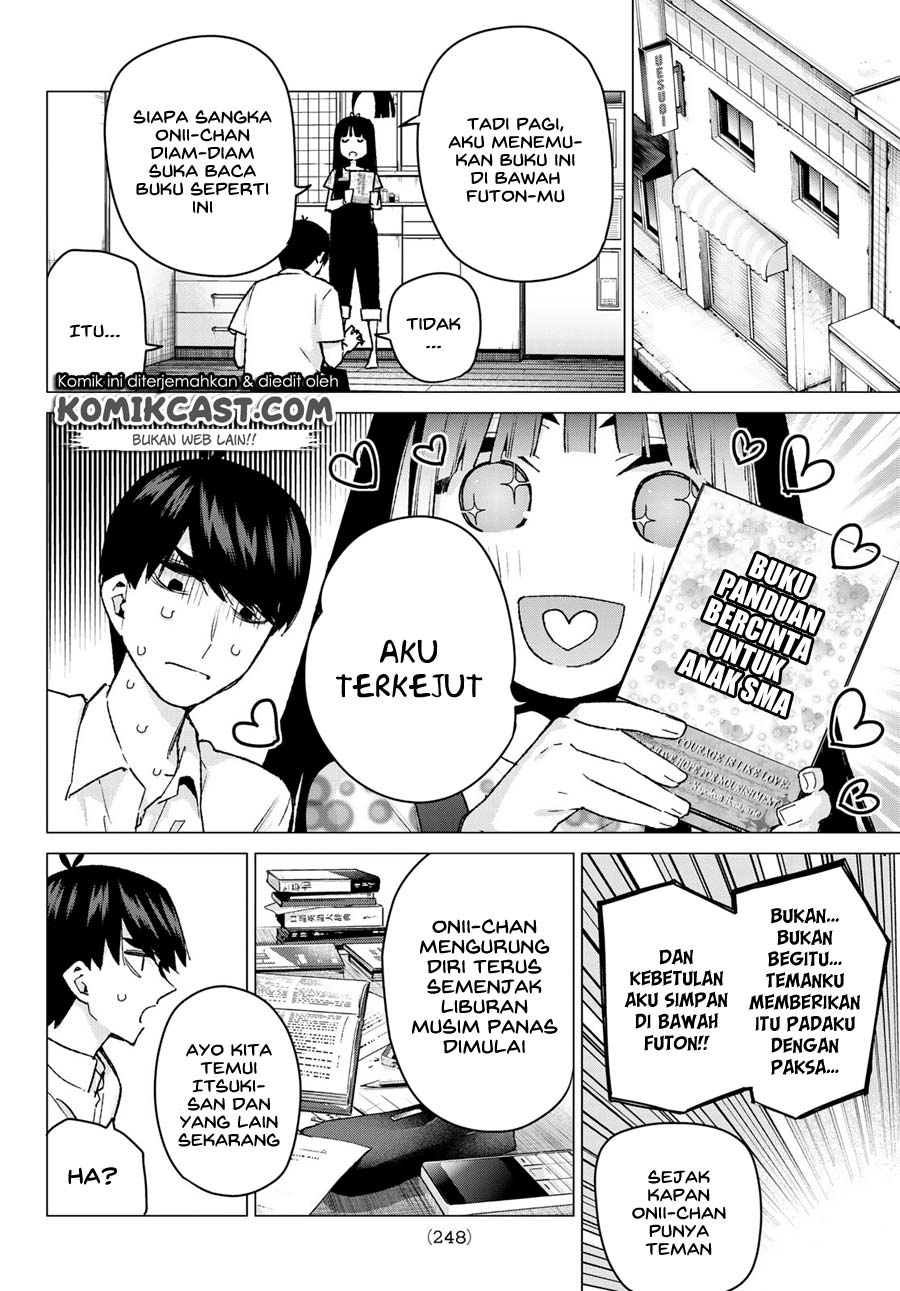 TADI PAGI,
AKU MENEMU-
KAN BUKU INI
DI BAWAH
FUTON-MU
SIAPA SANGKA
ONII-CHAN
DIAM-DIAM
SUKA BACA
BUKU SEPERTI
INI
TIDAK
...
ITU...
Komik ini diterjemahkan & diedit oleh
KOMIKCAST.COM
BUKAN WEB LAIN!!
BUKU
PANDUAN
BERCINTA
UNTUK
ANAK SMA
COURAGE IS LIKE LOVE:
HOPE FOR NOURISHMENT
AKU
TERKEJUT
BUKAN...
BUKAN
BEGITU...
TEMANKU
MEMBERIKAN
ITU PADAKU
DENGAN
PAKSA...
DAN
KEBETULAN
AKU SIMPAN
DI BAWAH
FUTON!!
SEJAK
KAPAN
ONII-CHAN
PUNYA
TEMAN
ONII-CHAN
MENGURUNG
DIRI TERUS
SEMENJAK
LIBURAN
MUSIM PANAS
DIMULAI
AYO KITA
TEMUI
ITSUKI-
SAN DAN
YANG LAIN
SEKARANG
HA?
(248)